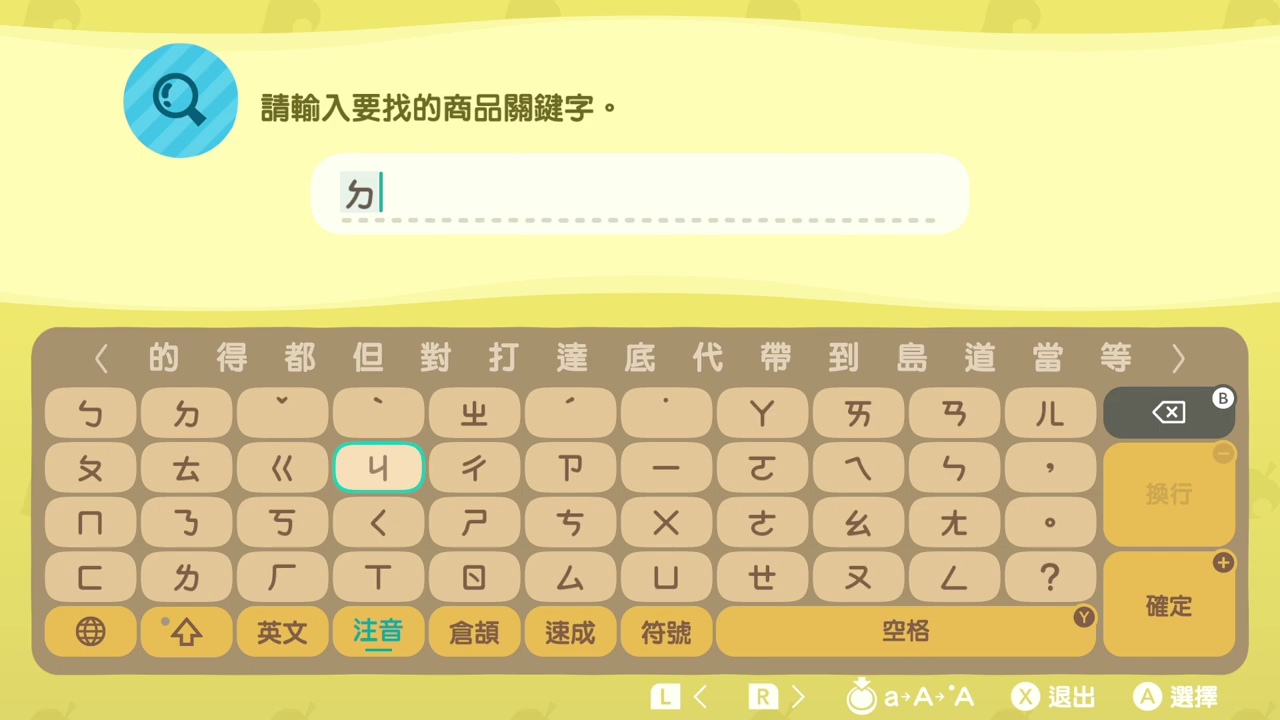 請輸入要找的商品關鍵字。
ㄉ
〈 的 得 都 但 對 打 達 底 代 帶 到 島 道 當 等 〉
ㄅ ㄉ ˇ ˋ ㄓ ˊ ˙ ㄚ ㄞ ㄢ ㄦ B
ㄆ ㄊ ㄍ ㄐ ㄔ ㄗ ㄧ ㄛ ㄟ ㄣ , 換行 −
ㄇ ㄋ ㄎ ㄑ ㄕ ㄘ ㄨ ㄜ ㄠ ㄤ 。
ㄈ ㄌ ㄏ ㄒ ㄖ ㄙ ㄩ ㄝ ㄡ ㄥ ? 確定 +
英文 注音 倉頡 速成 符號 空格 Y
L 〈 R 〉 a→A→•A X 退出 A 選擇